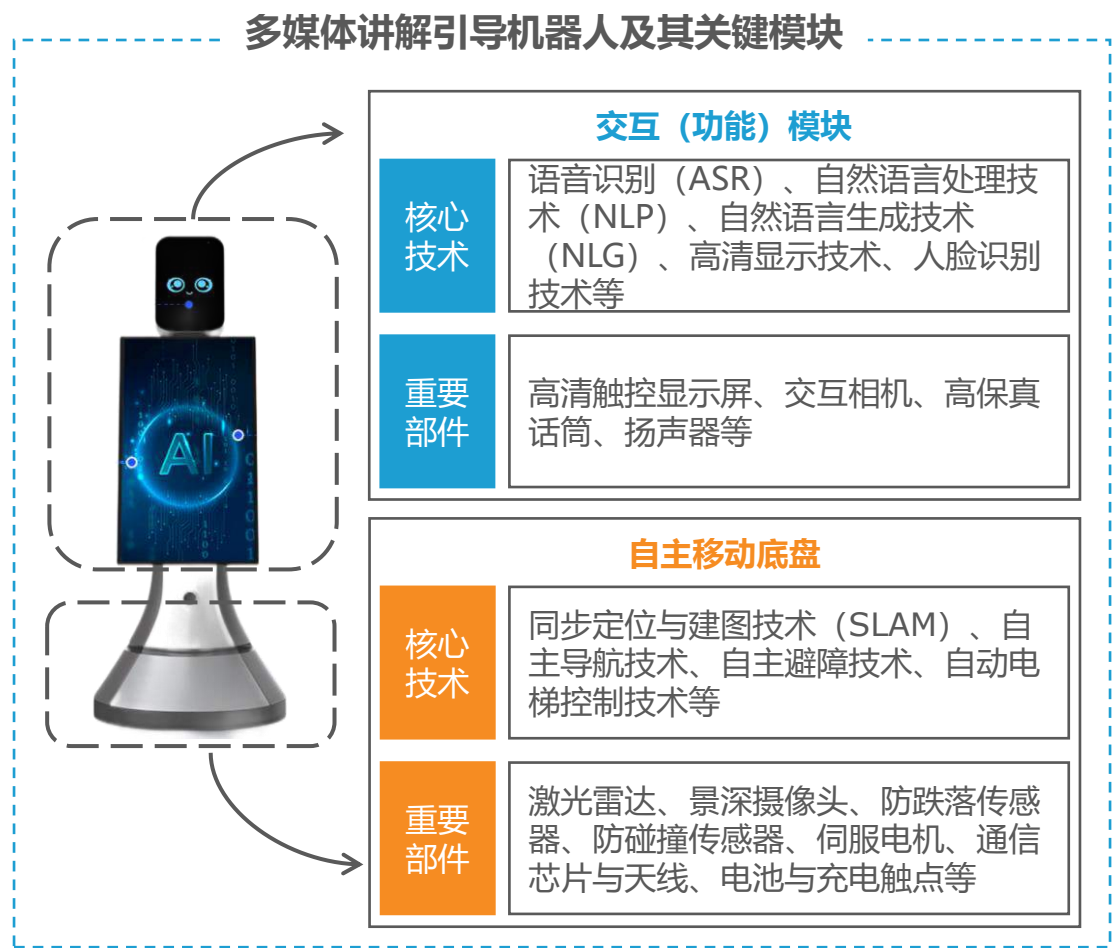 多媒体讲解引导机器人及其关键模块
交互（功能）模块
核心
技术
语音识别（ASR）、自然语言处理技
术（NLP）、自然语言生成技术
（NLG）、高清显示技术、人脸识别
技术等
重要
部件
高清触控显示屏、交互相机、高保真
话筒、扬声器等
AI
自主移动底盘
核心
技术
同步定位与建图技术（SLAM）、自
主导航技术、自主避障技术、自动电
梯控制技术等
重要
部件
激光雷达、景深摄像头、防跌落传感
器、防碰撞传感器、伺服电机、通信
芯片与天线、电池与充电触点等